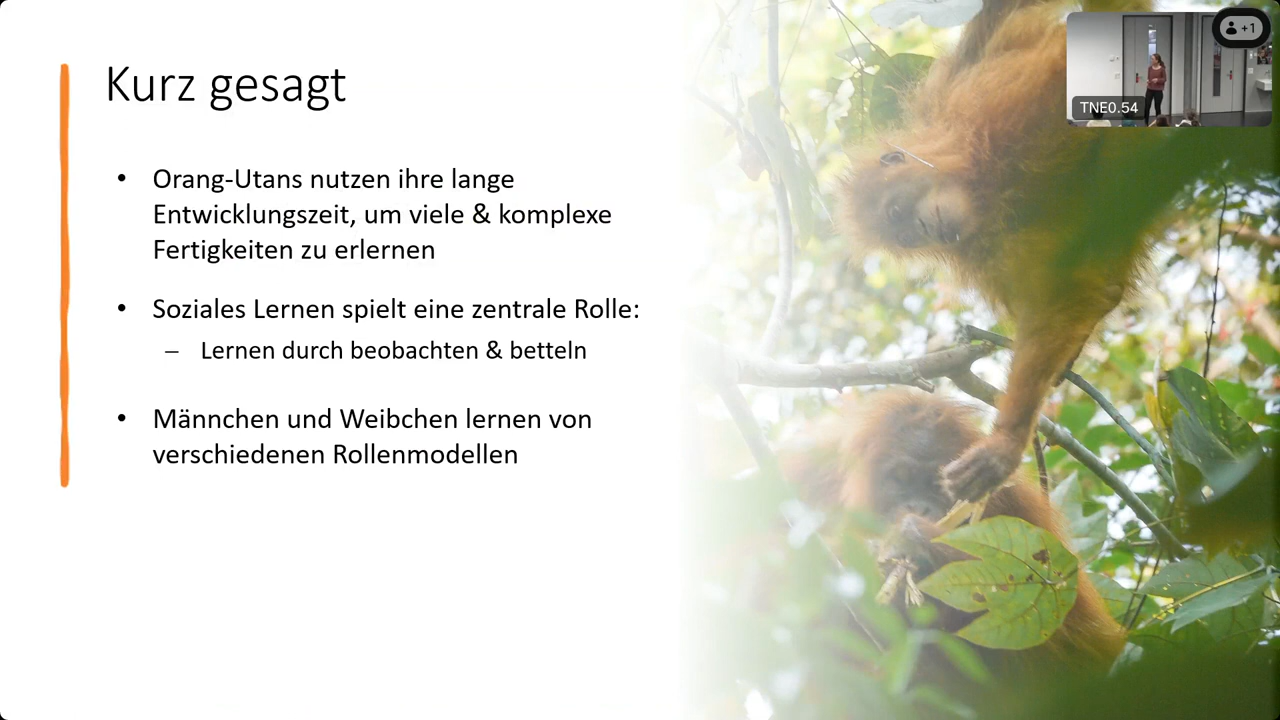 Kurz gesagt
• Orang-Utans nutzen ihre lange
Entwicklungszeit, um viele & komplexe
Fertigkeiten zu erlernen
• Soziales Lernen spielt eine zentrale Rolle:
– Lernen durch beobachten & betteln
• Männchen und Weibchen lernen von
verschiedenen Rollenmodellen
+1
TNE0.54